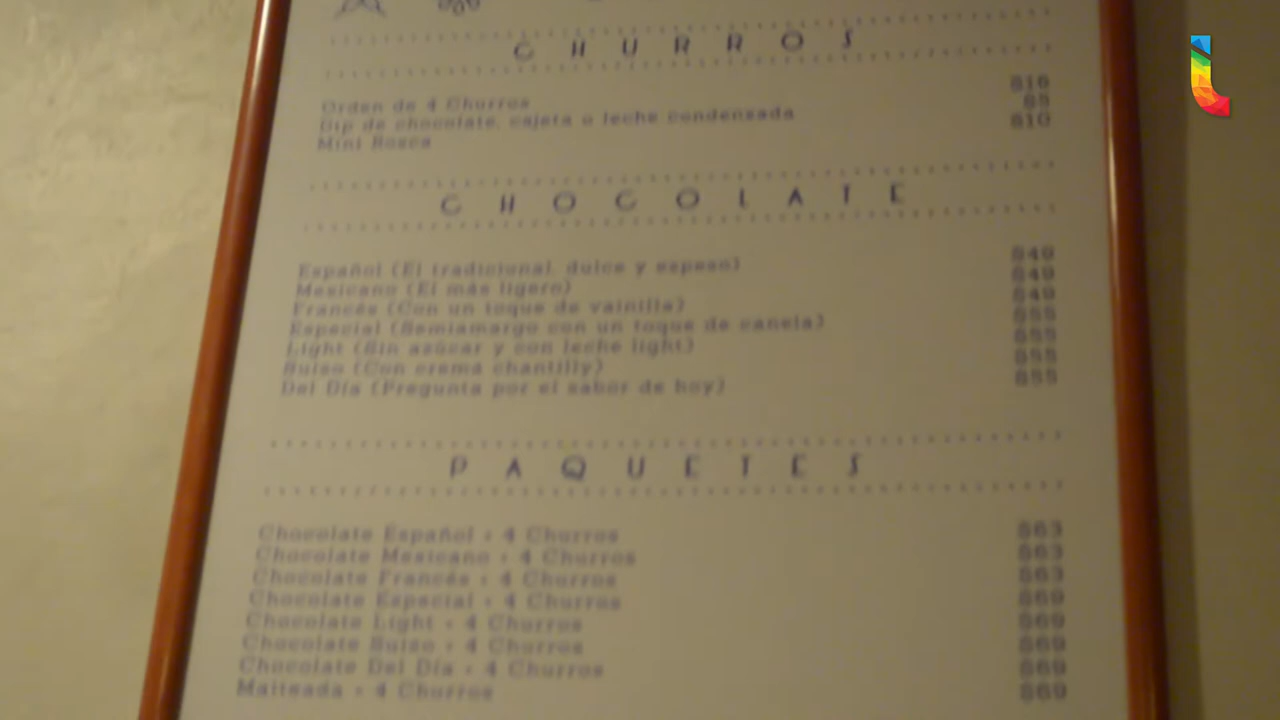 CHURROS
Orden de 4 Churros $16
Dip de chocolate, cajeta o leche condensada $5
Mini Rosca $10
CHOCOLATE
Español (El tradicional, dulce y espeso) $49
Mexicano (El más ligero) $49
Francés (Con un toque de vainilla) $49
Especial (Semiamargo con un toque de canela) $55
Light (Sin azúcar y con leche light) $55
Suizo (Con crema chantilly) $55
Del Día (Pregunta por el sabor de hoy) $55
PAQUETES
Chocolate Español + 4 Churros $63
Chocolate Mexicano + 4 Churros $63
Chocolate Francés + 4 Churros $63
Chocolate Especial + 4 Churros $69
Chocolate Light + 4 Churros $69
Chocolate Suizo + 4 Churros $69
Chocolate Del Día + 4 Churros $69
Malteada + 4 Churros $69